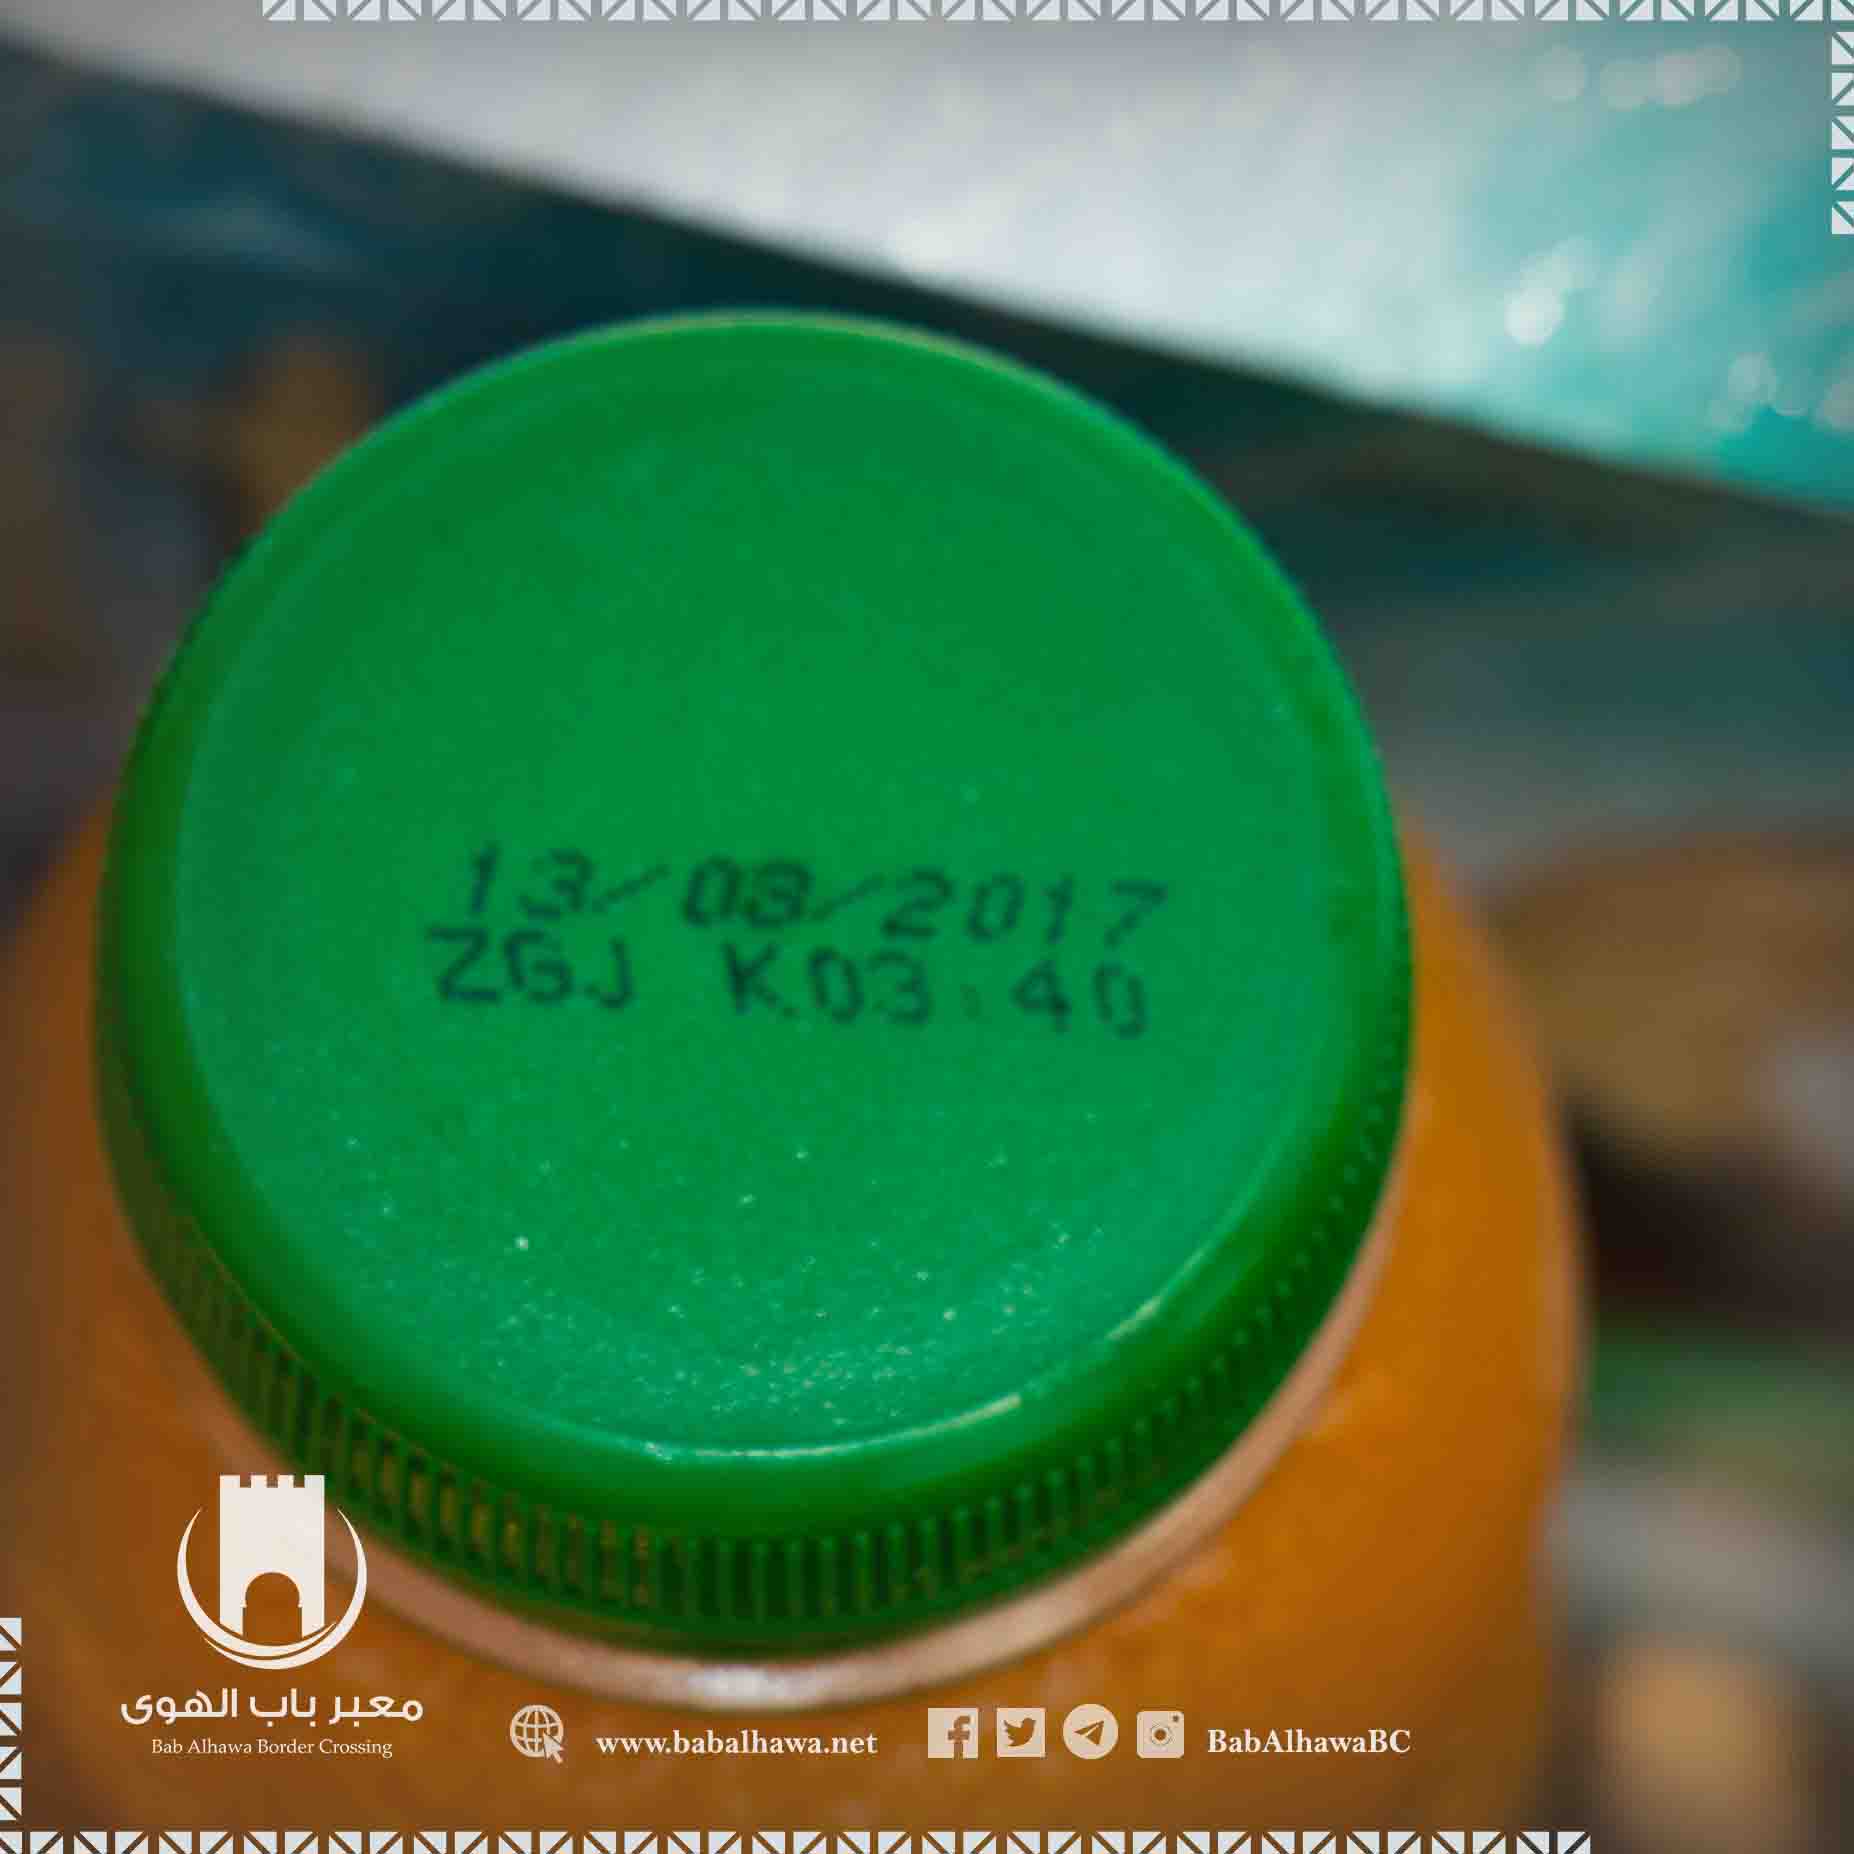 13/08/2017
ZGJ K03:40
معبر باب الهوى
Bab Alhawa Border Crossing
www.babalhawa.net
BabAlhawaBC